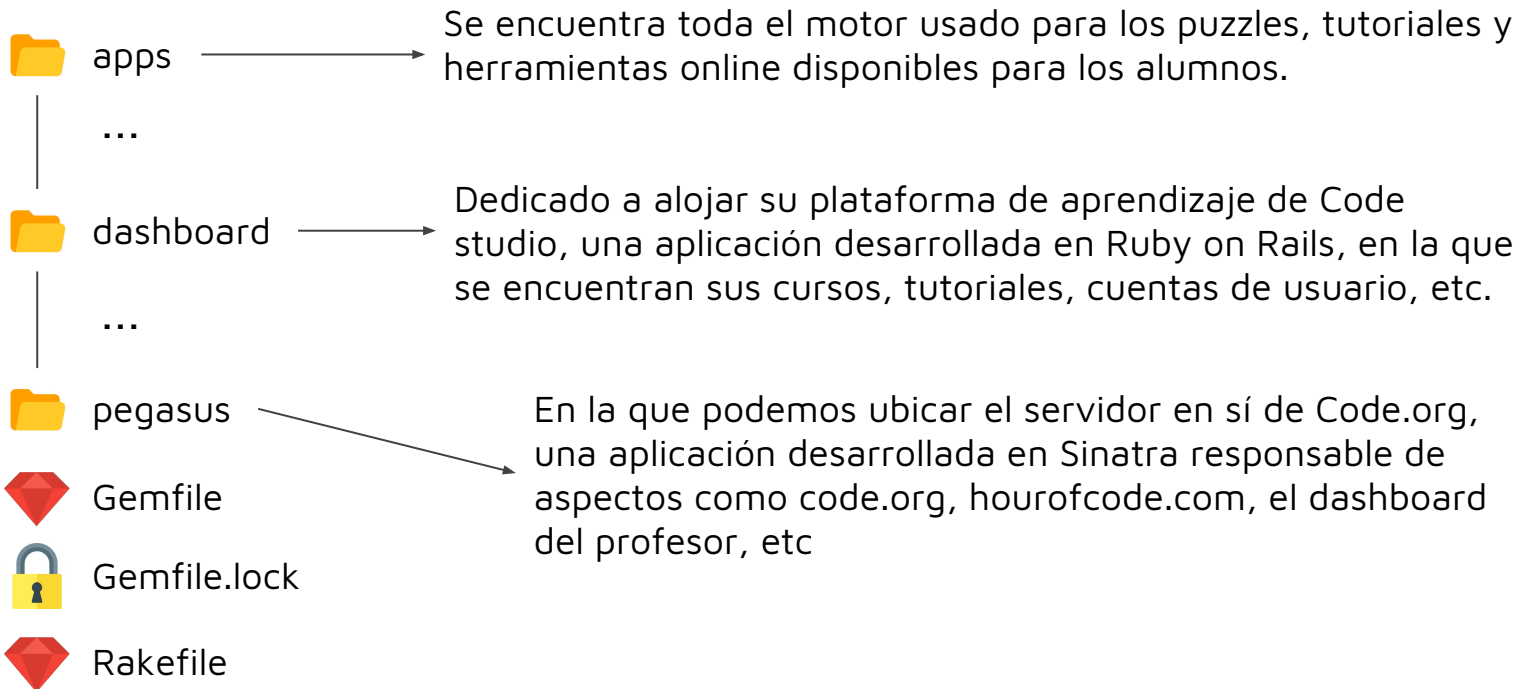 apps
Se encuentra toda el motor usado para los puzzles, tutoriales y
herramientas online disponibles para los alumnos.
...
dashboard
Dedicado a alojar su plataforma de aprendizaje de Code
studio, una aplicación desarrollada en Ruby on Rails, en la que
se encuentran sus cursos, tutoriales, cuentas de usuario, etc.
...
pegasus
En la que podemos ubicar el servidor en sí de Code.org,
una aplicación desarrollada en Sinatra responsable de
aspectos como code.org, hourofcode.com, el dashboard
del profesor, etc
Gemfile
Gemfile.lock
Rakefile